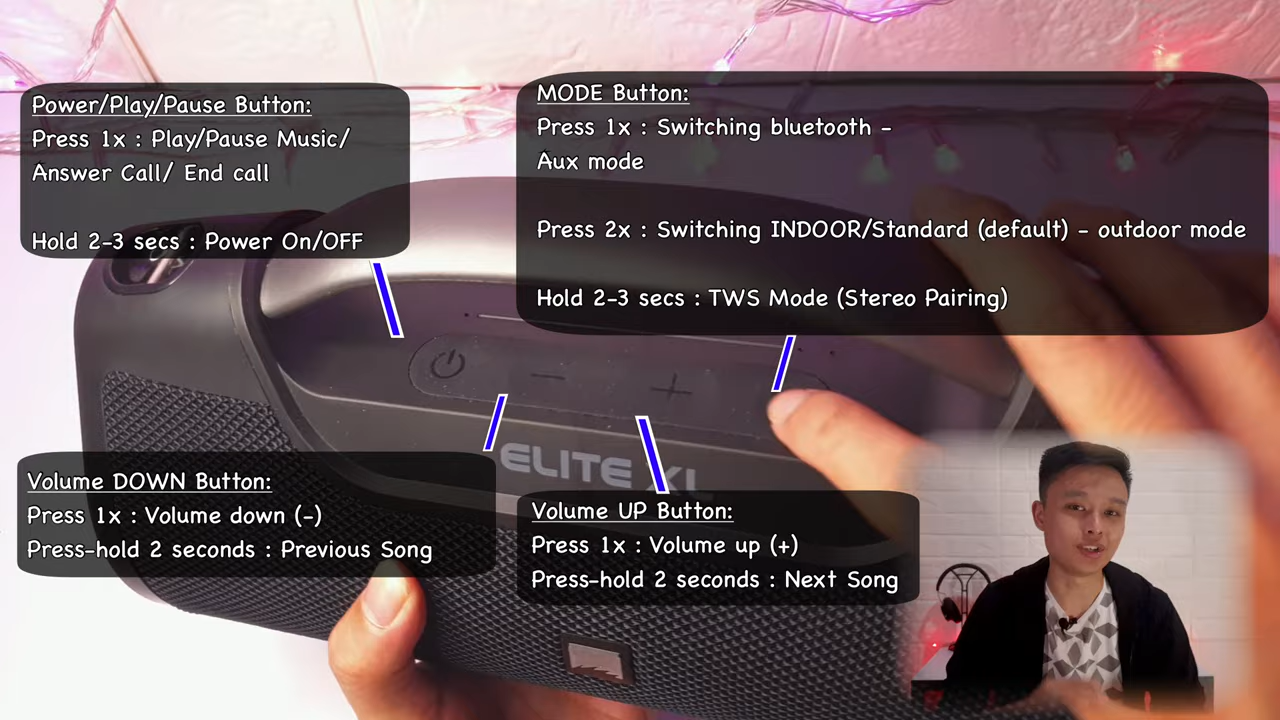 Power/Play/Pause Button:
Press 1x : Play/Pause Music/
Answer Call/ End call
Hold 2-3 secs : Power On/OFF
MODE Button:
Press 1x : Switching bluetooth -
Aux mode
Press 2x : Switching INDOOR/Standard (default) - outdoor mode
Hold 2-3 secs : TWS Mode (Stereo Pairing)
ELITE XL
Volume DOWN Button:
Press 1x : Volume down (-)
Press-hold 2 seconds : Previous Song
Volume UP Button:
Press 1x : Volume up (+)
Press-hold 2 seconds : Next Song